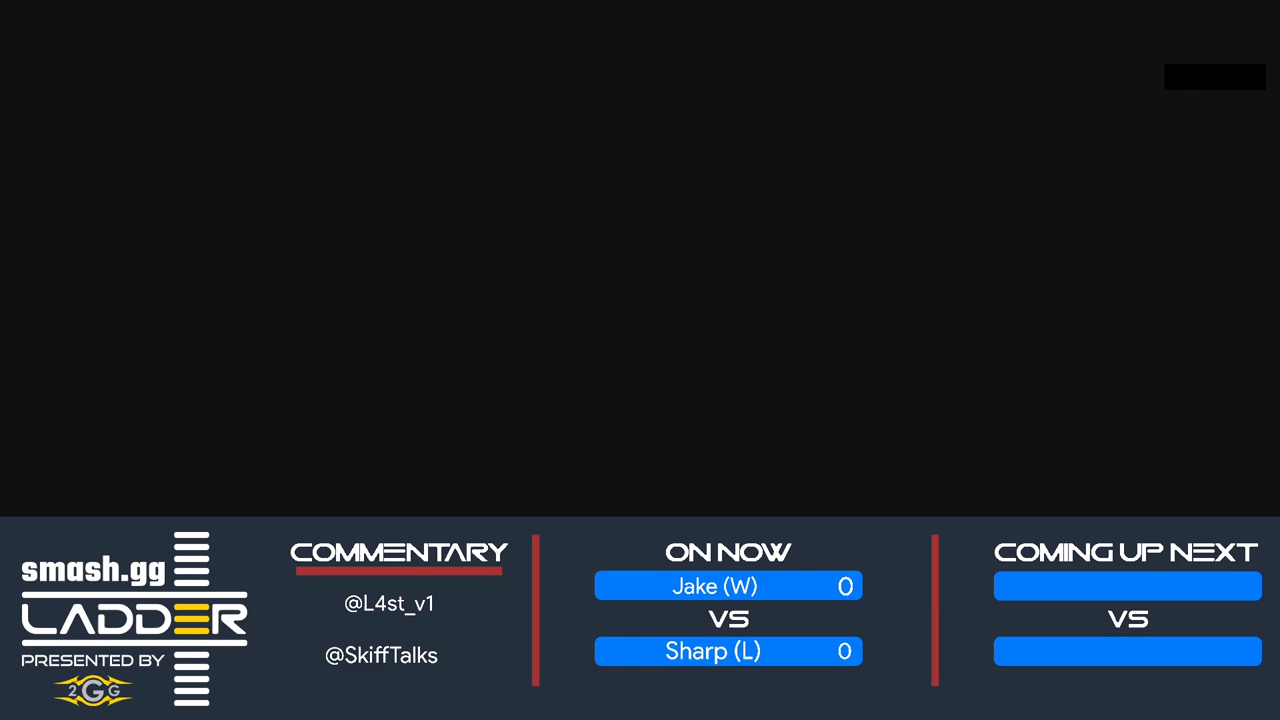 smash.gg
LADDER
PRESENTED BY
2GG
COMMENTARY
@L4st_v1
@SkiffTalks
ON NOW
Jake (W) 0
VS
Sharp (L) 0
COMING UP NEXT
VS